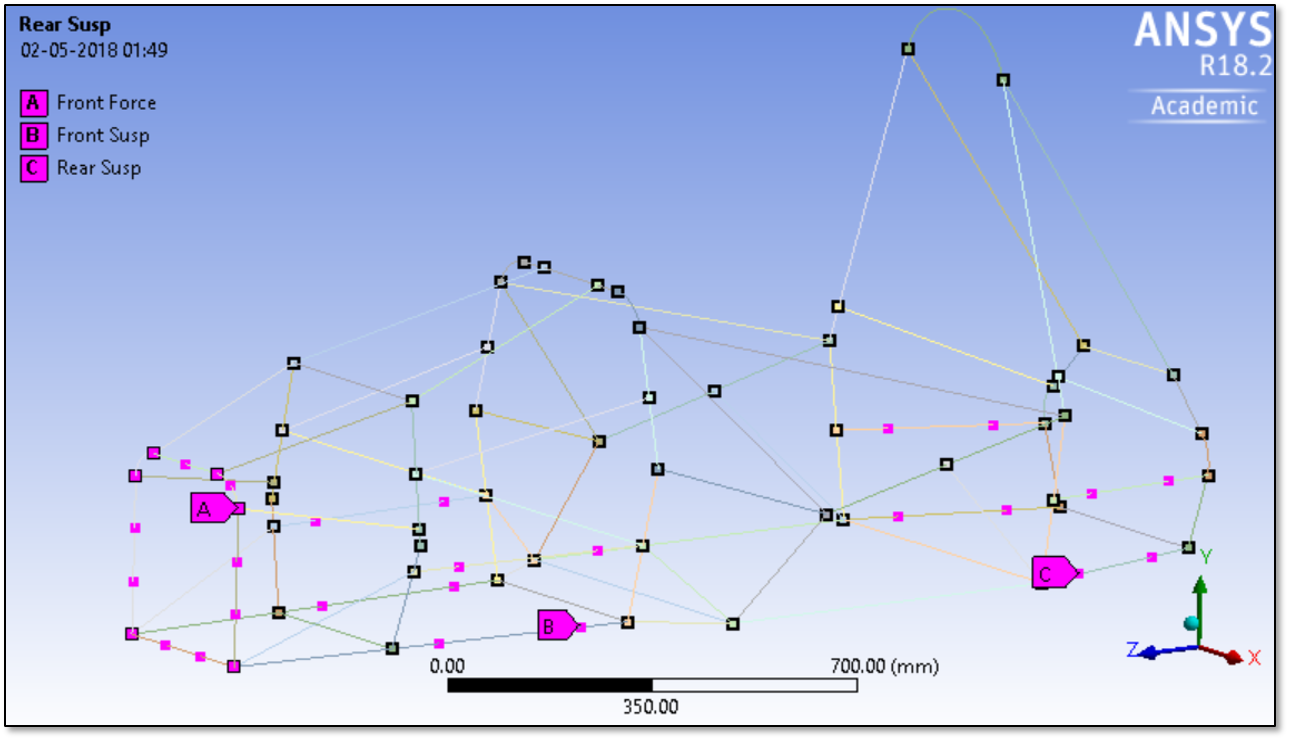 Rear Susp
02-05-2018 01:49
A Front Force
B Front Susp
C Rear Susp
ANSYS
R18.2
Academic
A
B
C
0.00 700.00 (mm)
350.00
Y
Z
X